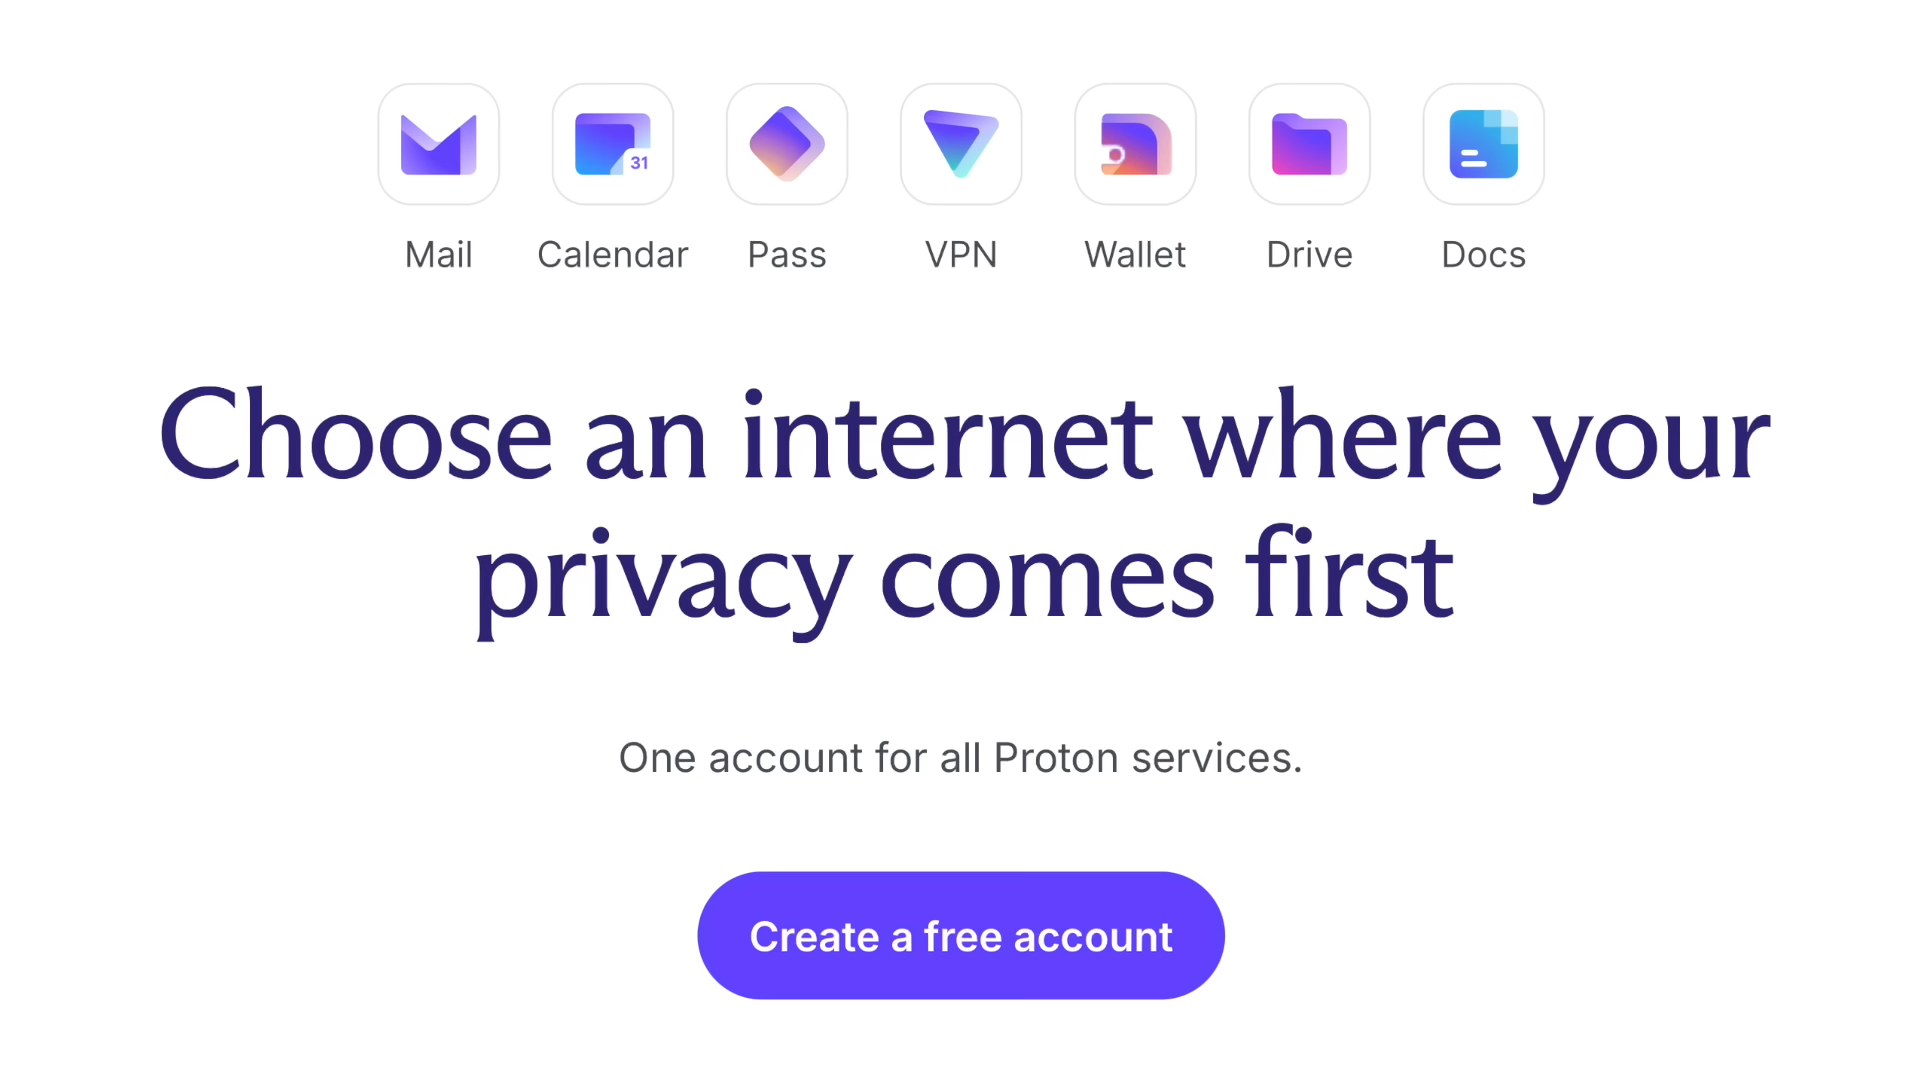 31
Mail Calendar Pass VPN Wallet Drive Docs
Choose an internet where your
privacy comes first
One account for all Proton services.
Create a free account